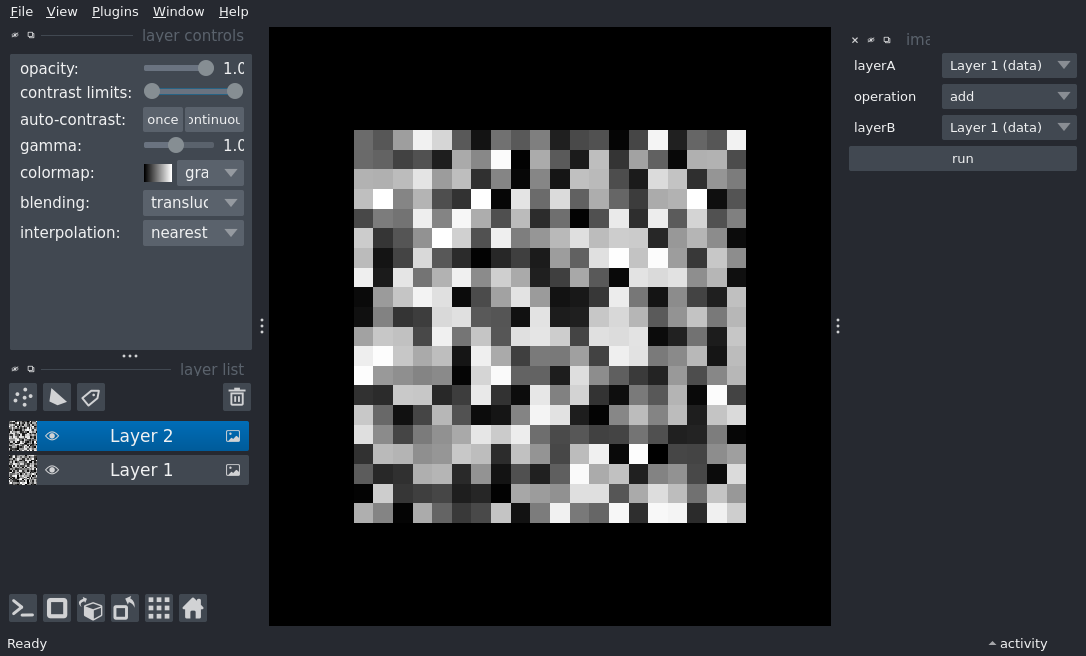 File View Plugins Window Help
layer controls
opacity: 1.0
contrast limits:
auto-contrast: once ontinuou
gamma: 1.0
colormap: gra
blending: transluc
interpolation: nearest
layer list
Layer 2
Layer 1
Ready
ima
layerA Layer 1 (data)
operation add
layerB Layer 1 (data)
run
activity